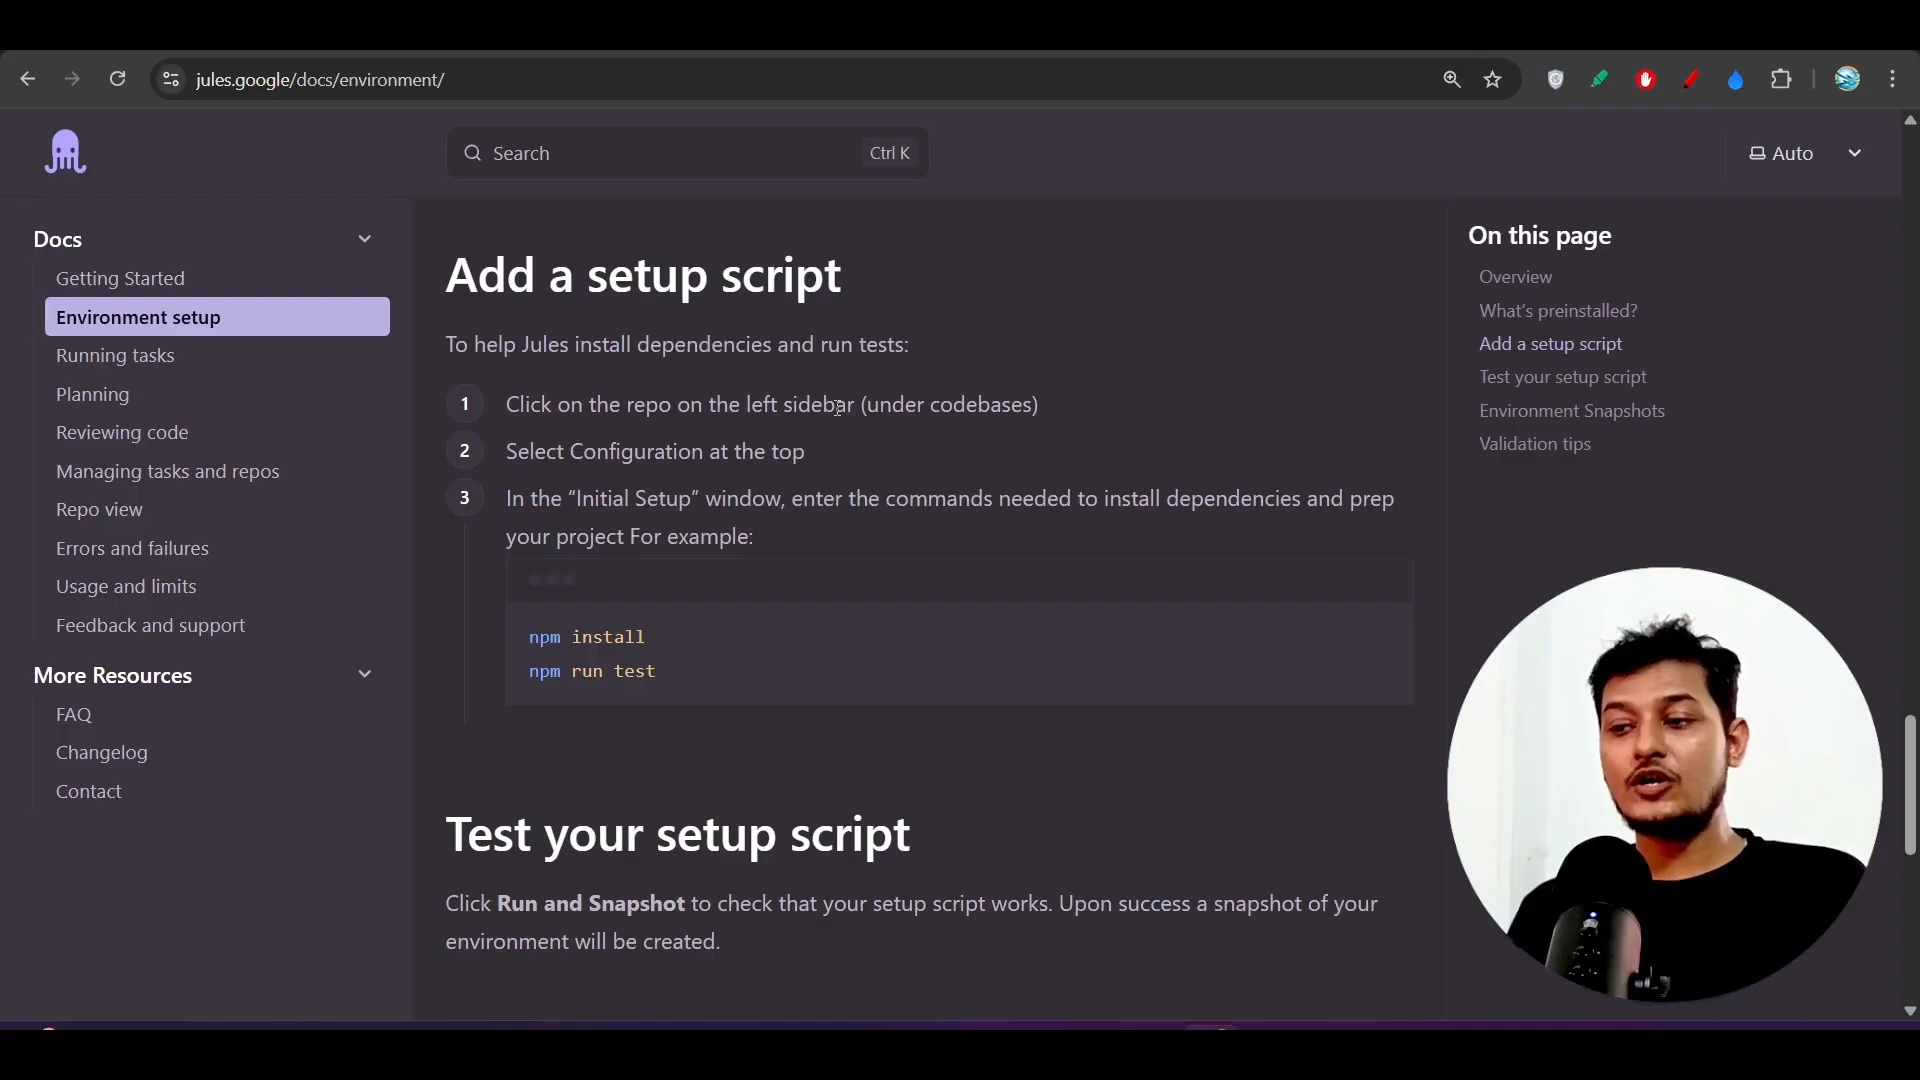 jules.google/docs/environment/
Search
Ctrl K
Auto
Docs
Getting Started
Environment setup
Running tasks
Planning
Reviewing code
Managing tasks and repos
Repo view
Errors and failures
Usage and limits
Feedback and support
More Resources
FAQ
Changelog
Contact
Add a setup script
To help Jules install dependencies and run tests:
1 Click on the repo on the left sidebar (under codebases)
2 Select Configuration at the top
3 In the “Initial Setup” window, enter the commands needed to install dependencies and prep
your project For example:
npm install
npm run test
Test your setup script
Click Run and Snapshot to check that your setup script works. Upon success a snapshot of your
environment will be created.
On this page
Overview
What’s preinstalled?
Add a setup script
Test your setup script
Environment Snapshots
Validation tips